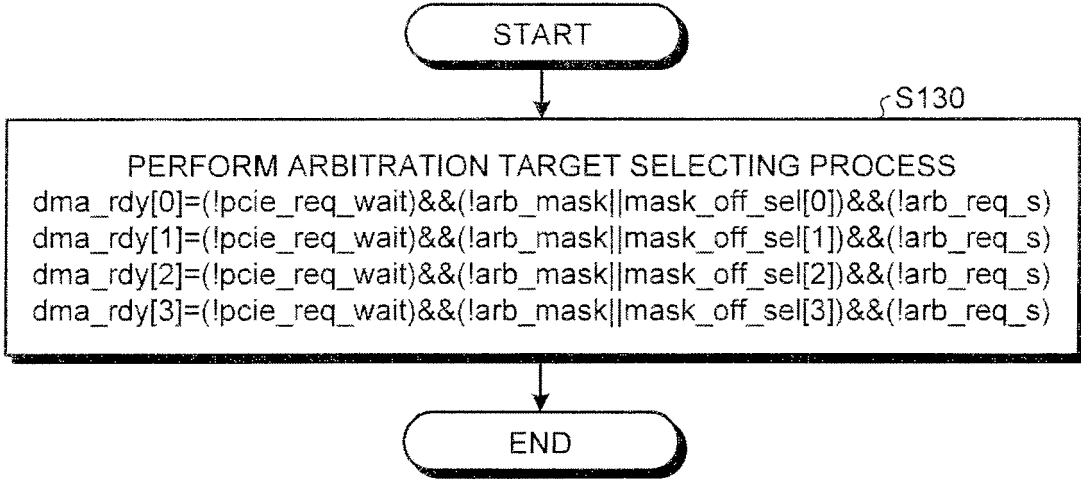 START
S130
PERFORM ARBITRATION TARGET SELECTING PROCESS
dma_rdy[0]=(!pcie_req_wait)&&(!arb_mask||mask_off_sel[0])&&(!arb_req_s)
dma_rdy[1]=(!pcie_req_wait)&&(!arb_mask||mask_off_sel[1])&&(!arb_req_s)
dma_rdy[2]=(!pcie_req_wait)&&(!arb_mask||mask_off_sel[2])&&(!arb_req_s)
dma_rdy[3]=(!pcie_req_wait)&&(!arb_mask||mask_off_sel[3])&&(!arb_req_s)
END